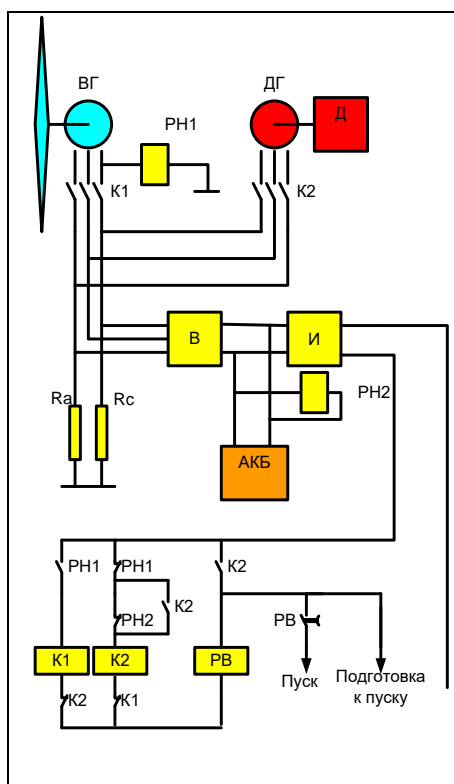 ВГ
ДГ
Д
РН1
К1
К2
В
И
Ra
Rc
РН2
АКБ
РН1
РН1
К2
РН2
К2
РВ
К1
К2
РВ
К2
К1
Пуск
Подготовка
к пуску